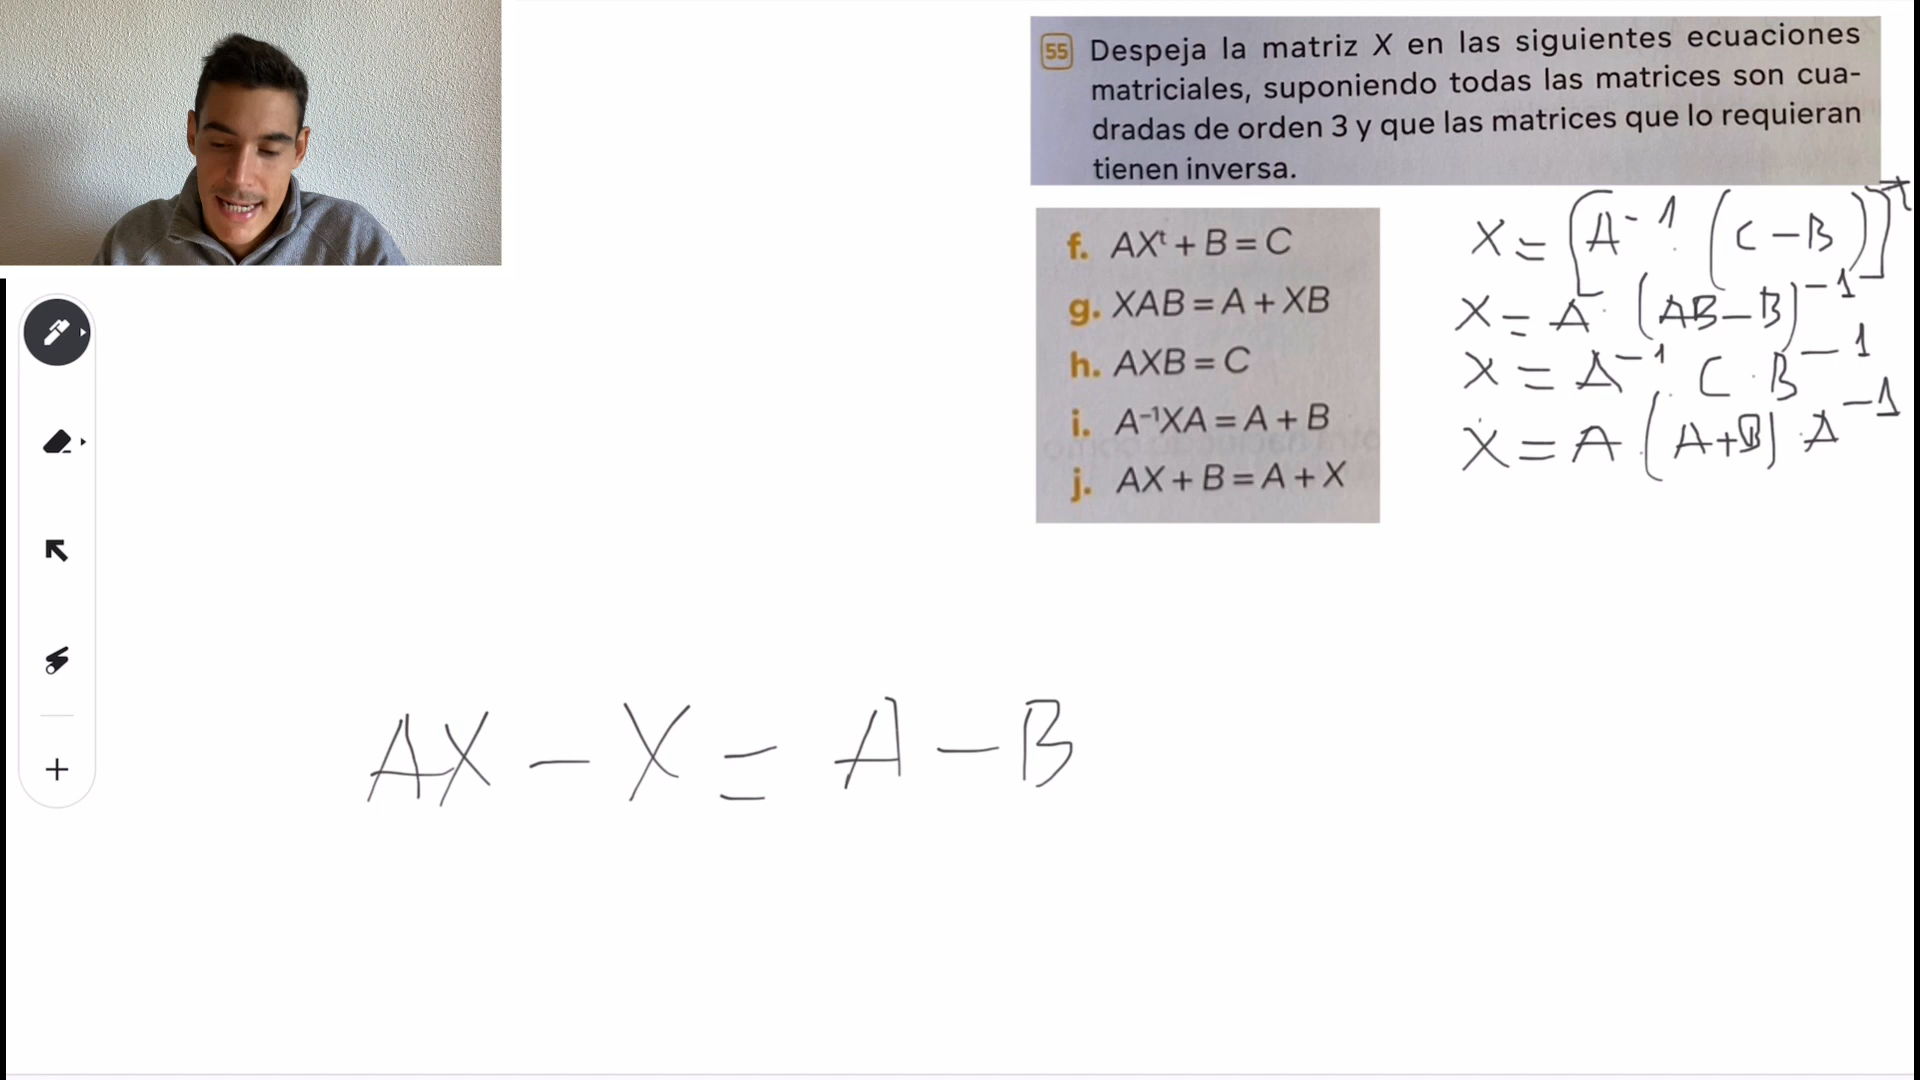 55 Despeja la matriz X en las siguientes ecuaciones
matriciales, suponiendo todas las matrices son cua-
dradas de orden 3 y que las matrices que lo requieran
tienen inversa.
f. AXᵗ + B = C
X = [A⁻¹ · (C - B)]ᵗ
g. XAB = A + XB
X = A · (AB - B)⁻¹
h. AXB = C
X = A⁻¹ · C · B⁻¹
i. A⁻¹XA = A + B
X = A · (A + B) · A⁻¹
j. AX + B = A + X
AX - X = A - B